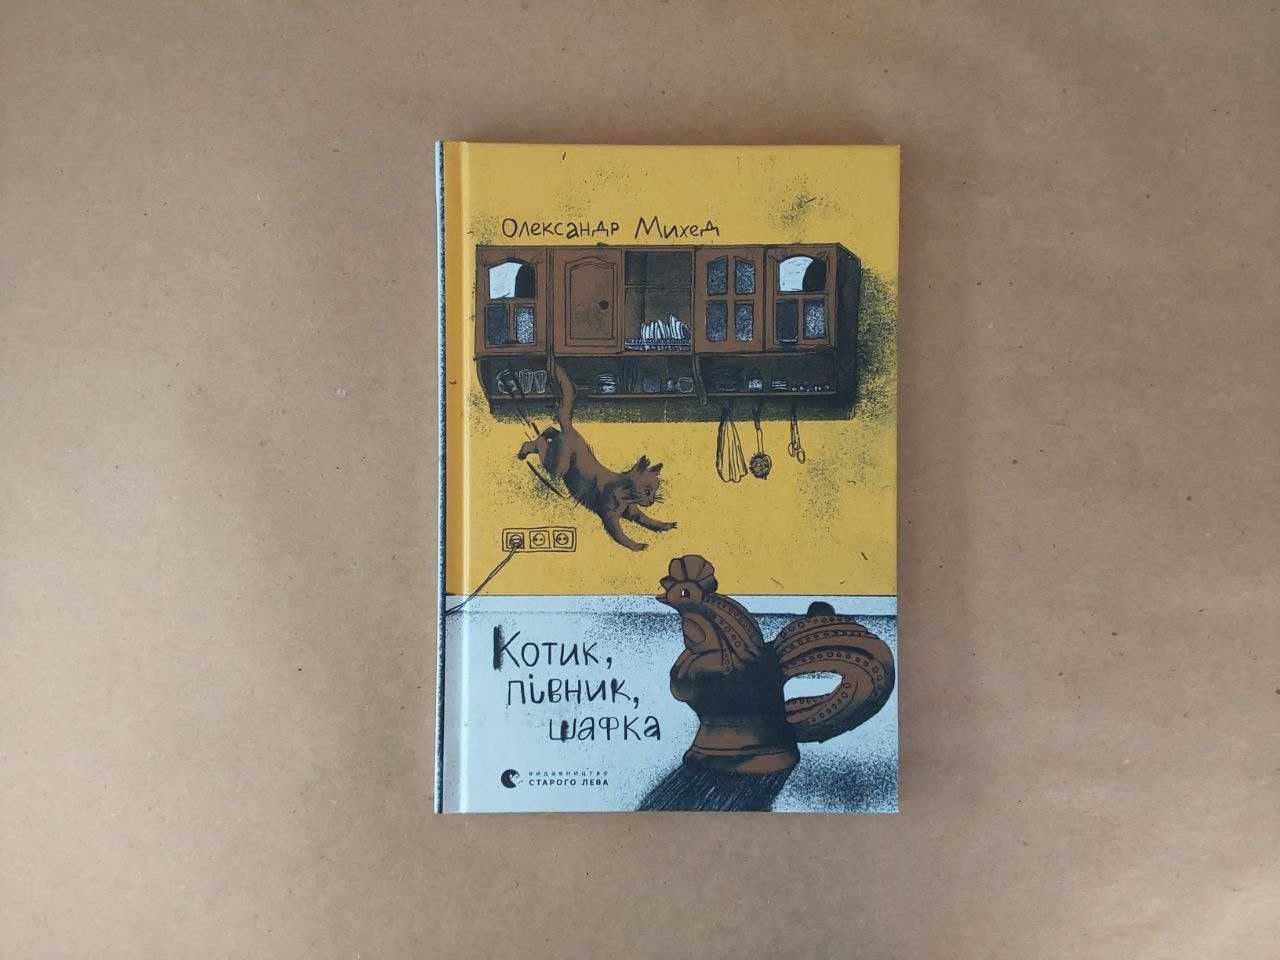 Олександр Михед
Котик,
півник,
шафка
видавництво
СТАРОГО ЛЕВА